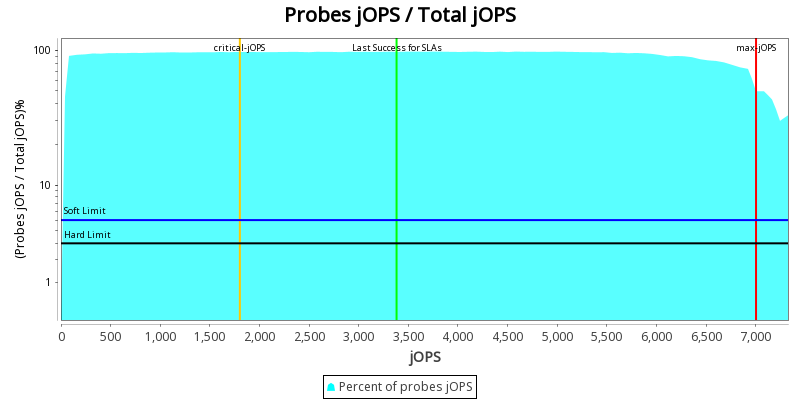 Probes jOPS / Total jOPS
critical-jOPS
Last Success for SLAs
max-jOPS
(Probes jOPS / Total jOPS)%
100
10
1
Soft Limit
Hard Limit
0 500 1,000 1,500 2,000 2,500 3,000 3,500 4,000 4,500 5,000 5,500 6,000 6,500 7,000
jOPS
Percent of probes jOPS